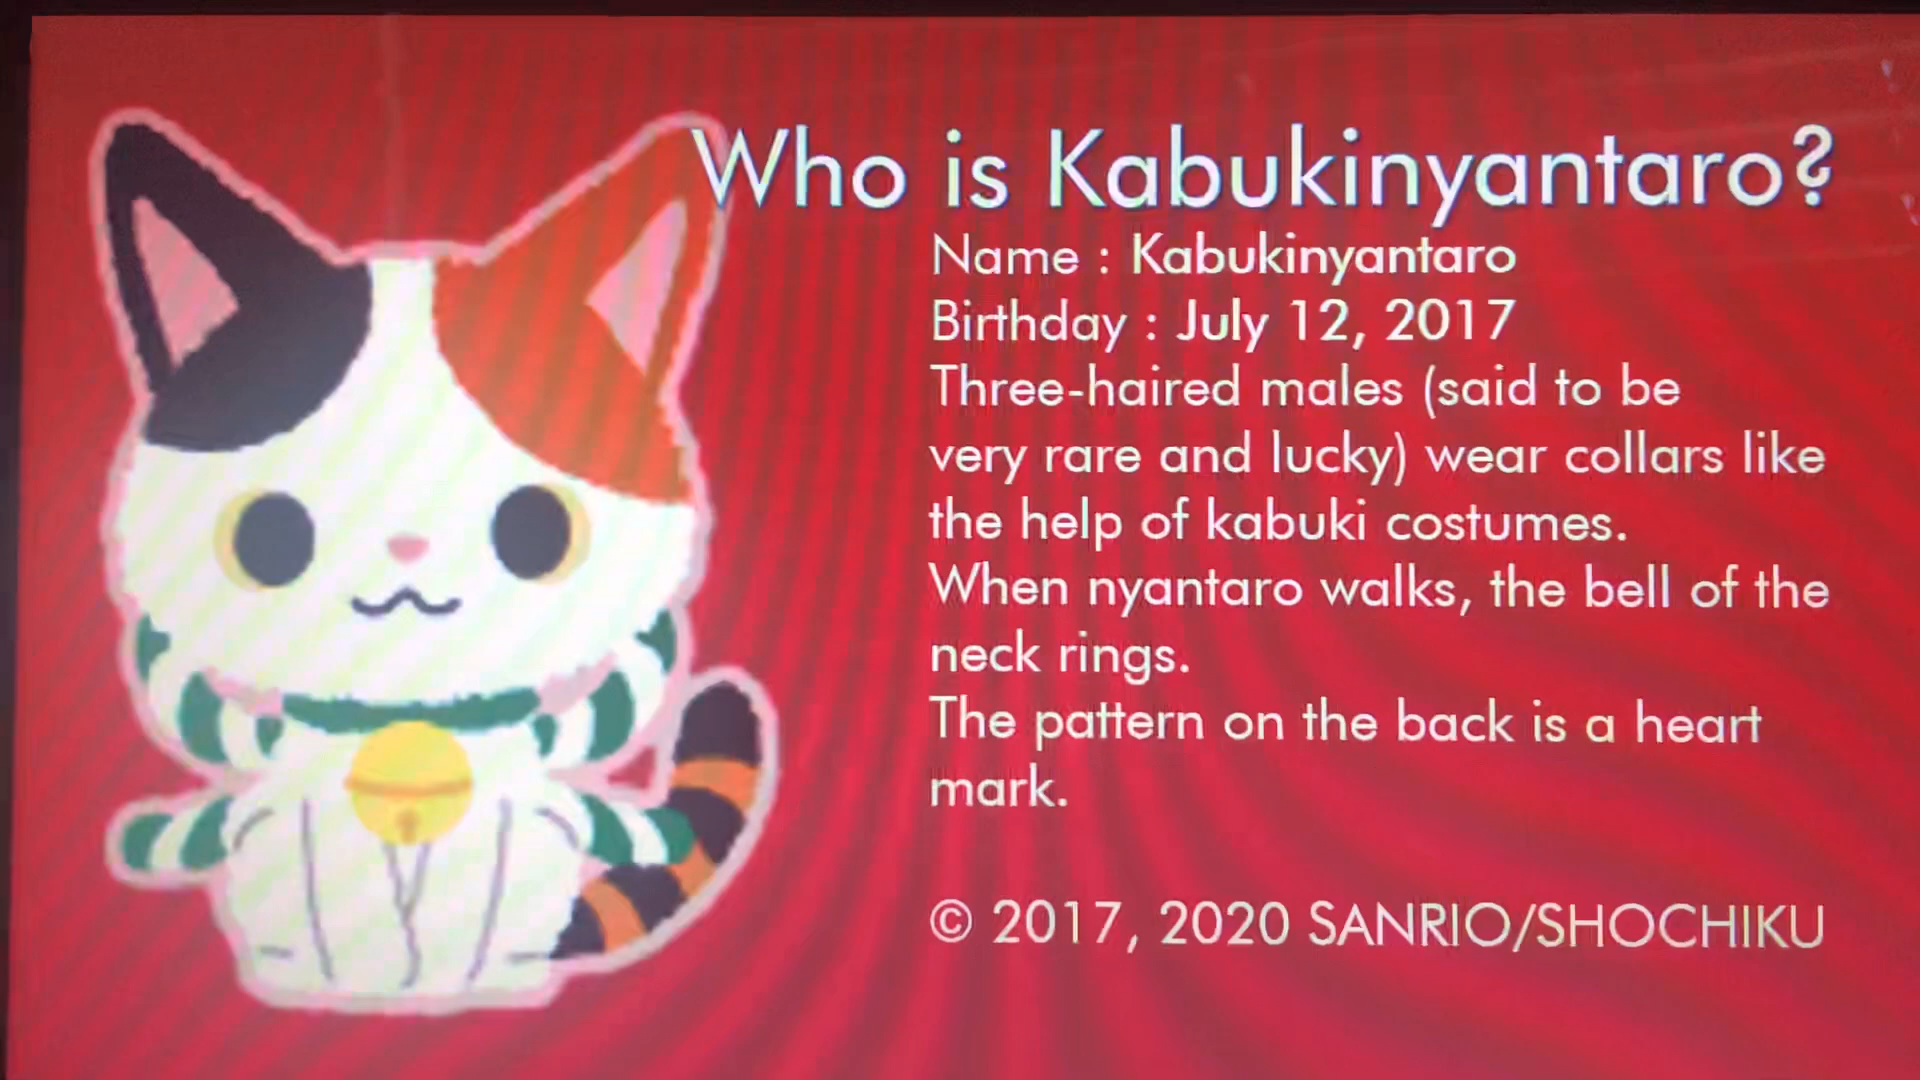 Who is Kabukinyantaro?
Name : Kabukinyantaro
Birthday : July 12, 2017
Three-haired males (said to be
very rare and lucky) wear collars like
the help of kabuki costumes.
When nyantaro walks, the bell of the
neck rings.
The pattern on the back is a heart
mark.
© 2017, 2020 SANRIO/SHOCHIKU